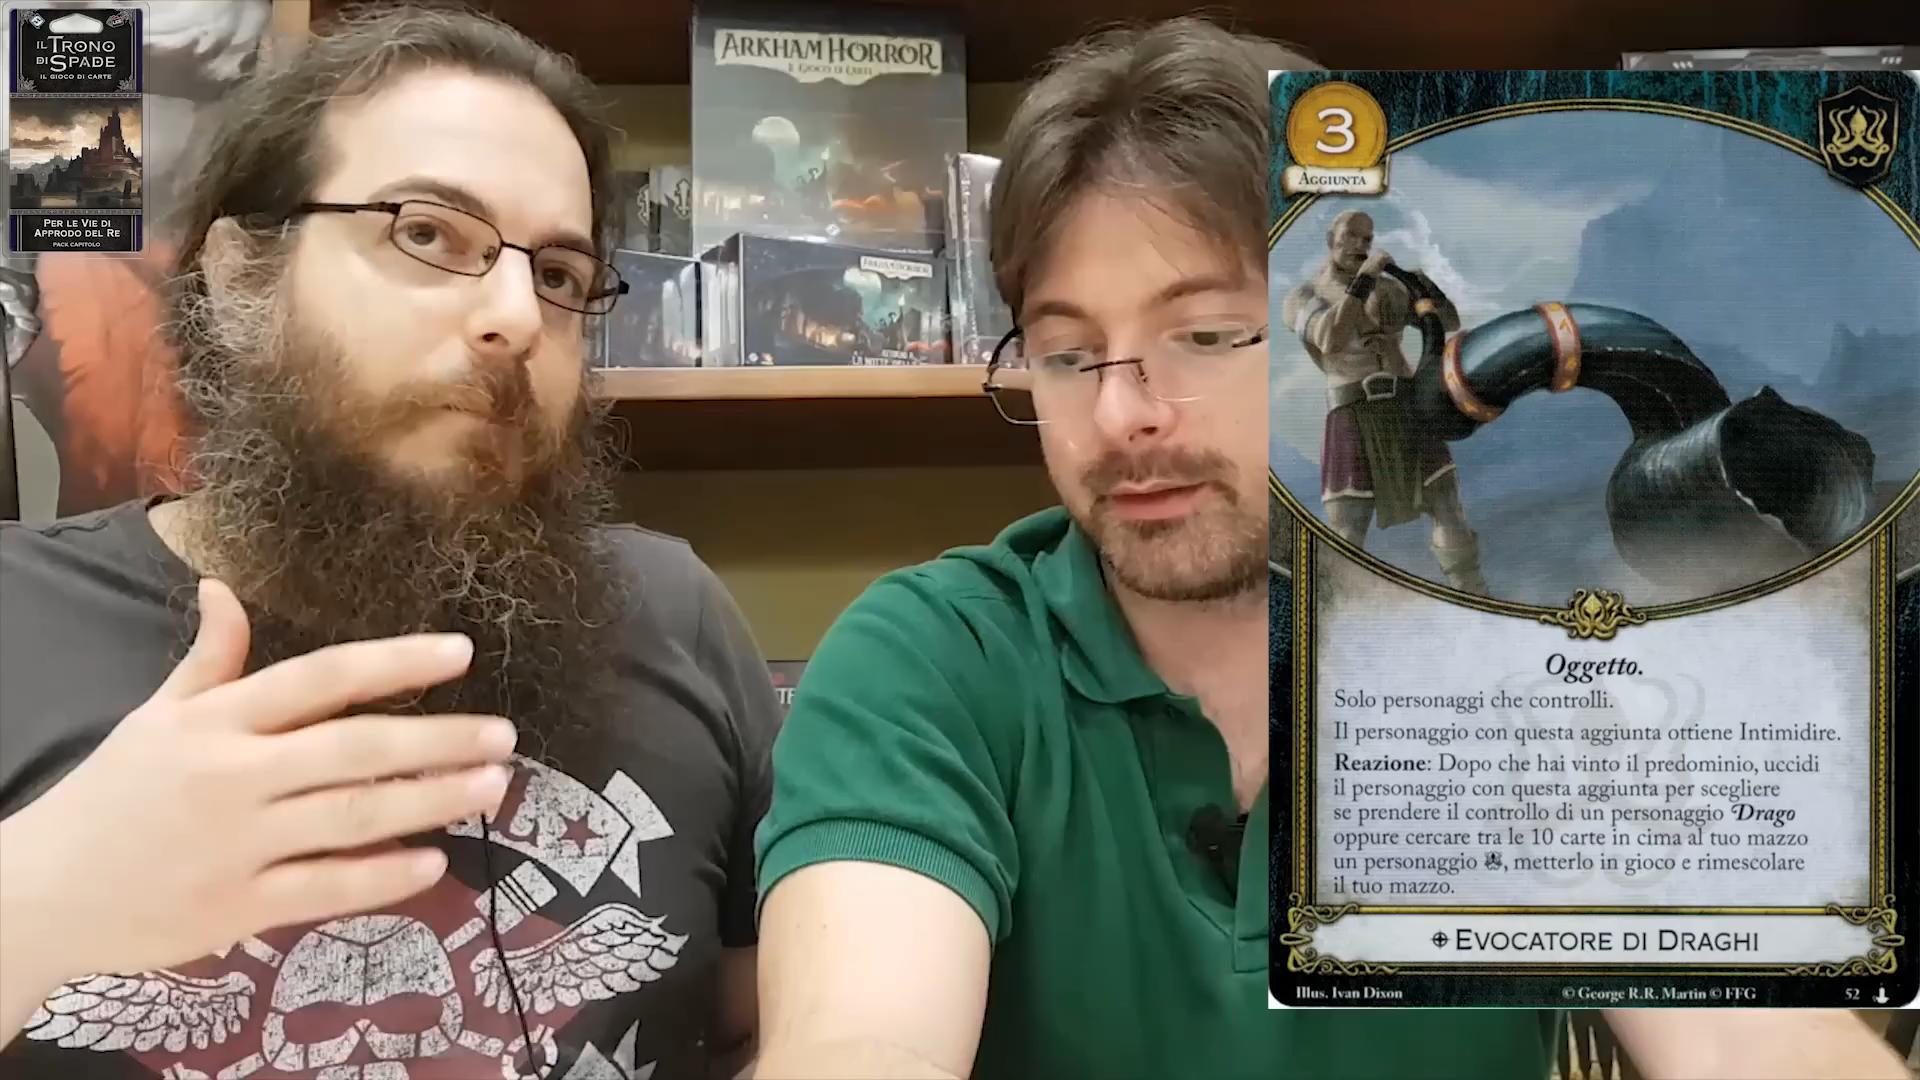 IL TRONO
DI SPADE
IL GIOCO DI CARTE
PER LE VIE DI
APPRODO DEL RE
PACK CAPITOLO
ARKHAM HORROR
IL GIOCO DI CARTE
ARKHAM HORROR
3
AGGIUNTA
Oggetto.
Solo personaggi che controlli.
Il personaggio con questa aggiunta ottiene Intimidire.
Reazione: Dopo che hai vinto il predominio, uccidi
il personaggio con questa aggiunta per scegliere
se prendere il controllo di un personaggio Drago
oppure cercare tra le 10 carte in cima al tuo mazzo
un personaggio , metterlo in gioco e rimescolare
il tuo mazzo.
EVOCATORE DI DRAGHI
Illus. Ivan Dixon
© George R.R. Martin © FFG
52